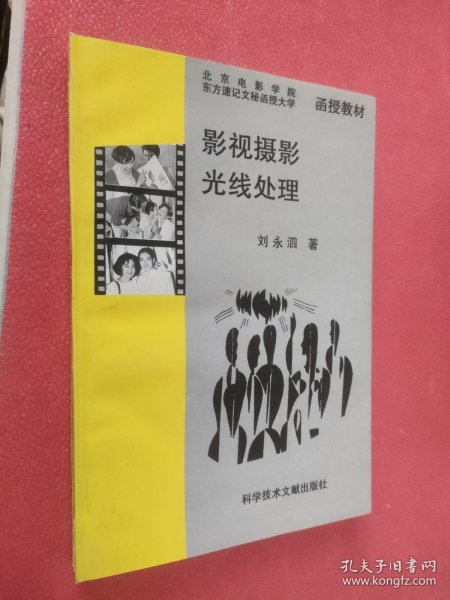 北京电影学院
东方速记文秘函授大学
函授教材
影视摄影
光线处理
刘永泗 著
科学技术文献出版社
孔夫子旧书网
www.kongfz.com